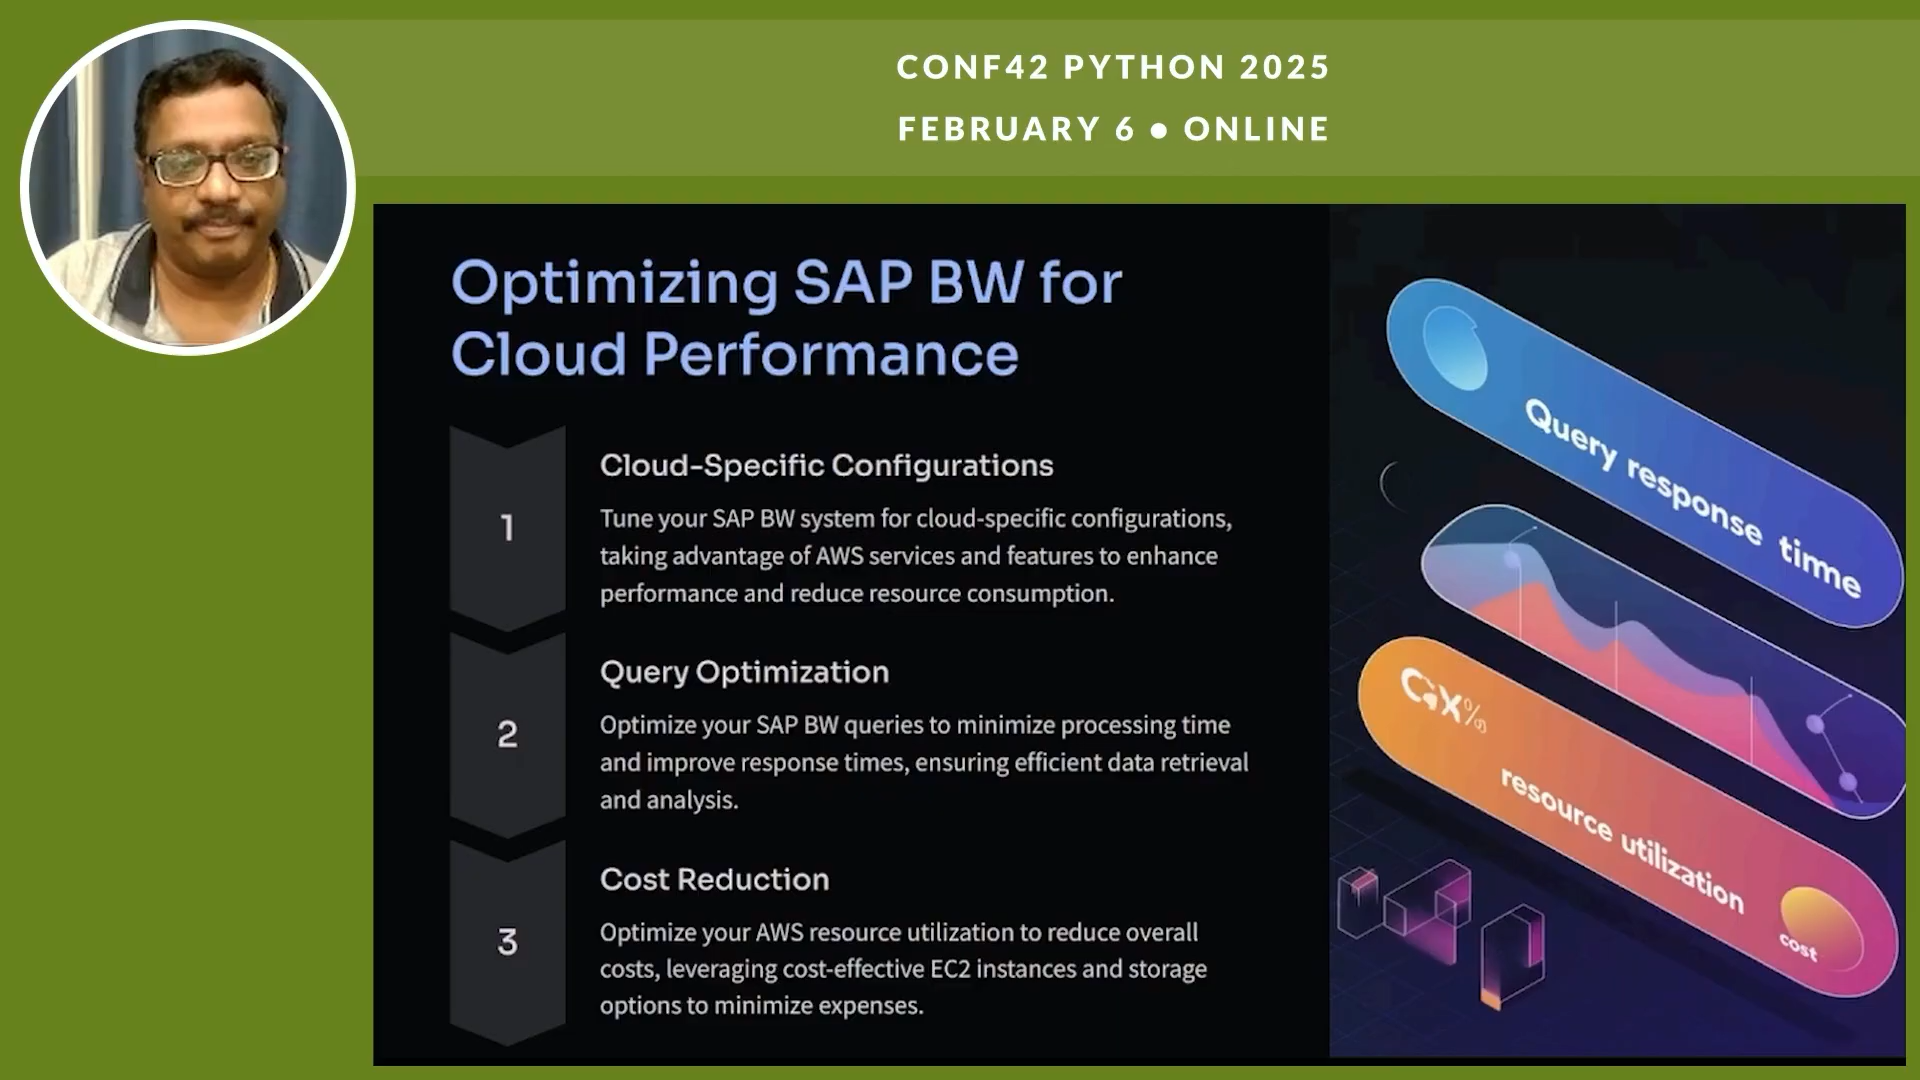 CONF42 PYTHON 2025
FEBRUARY 6 ● ONLINE
Optimizing SAP BW for
Cloud Performance
1
Cloud-Specific Configurations
Tune your SAP BW system for cloud-specific configurations,
taking advantage of AWS services and features to enhance
performance and reduce resource consumption.
2
Query Optimization
Optimize your SAP BW queries to minimize processing time
and improve response times, ensuring efficient data retrieval
and analysis.
3
Cost Reduction
Optimize your AWS resource utilization to reduce overall
costs, leveraging cost-effective EC2 instances and storage
options to minimize expenses.
Query response time
resource utilization
cost